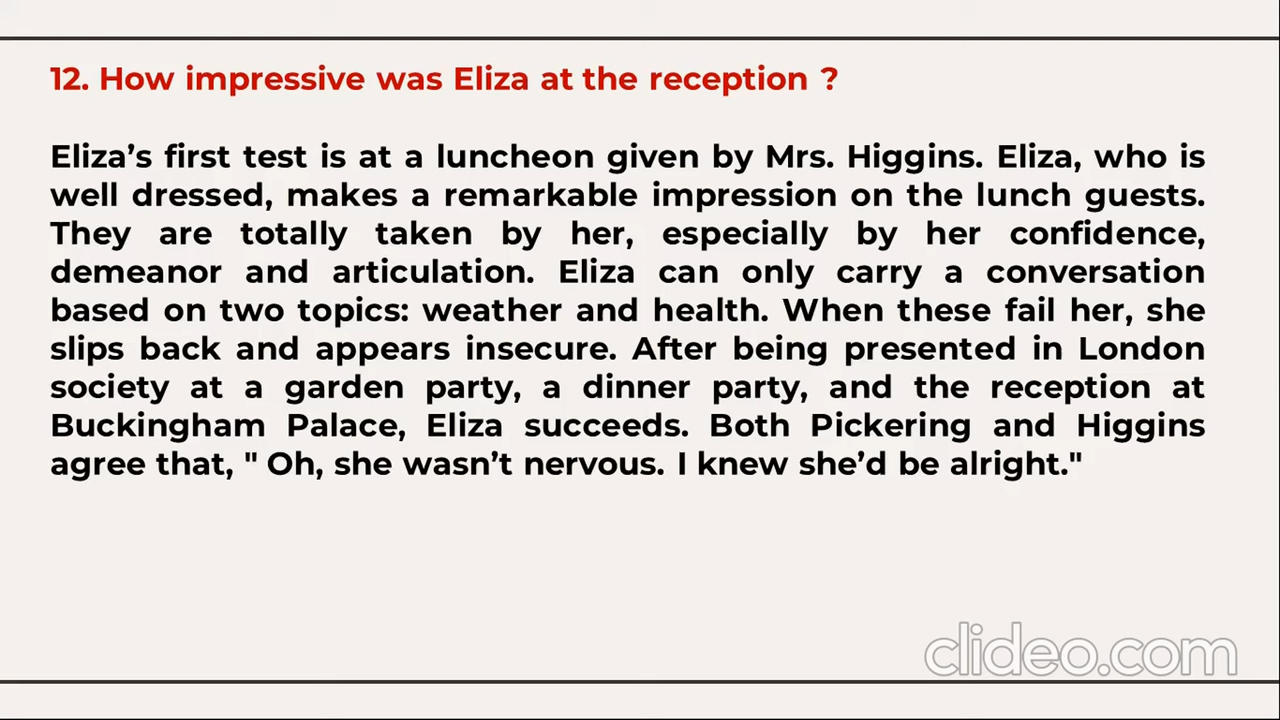 12. How impressive was Eliza at the reception ?
Eliza’s first test is at a luncheon given by Mrs. Higgins. Eliza, who is
well dressed, makes a remarkable impression on the lunch guests.
They are totally taken by her, especially by her confidence,
demeanor and articulation. Eliza can only carry a conversation
based on two topics: weather and health. When these fail her, she
slips back and appears insecure. After being presented in London
society at a garden party, a dinner party, and the reception at
Buckingham Palace, Eliza succeeds. Both Pickering and Higgins
agree that, " Oh, she wasn’t nervous. I knew she’d be alright."
clideo.com